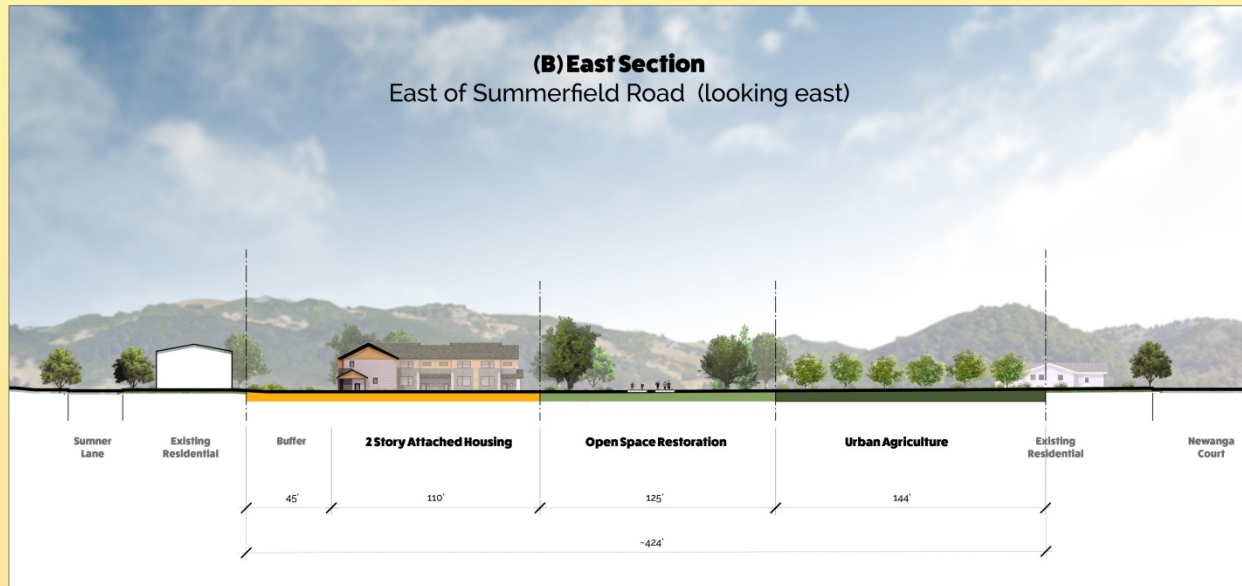 (B) East Section
East of Summerfield Road (looking east)
Sumner
Lane
Existing
Residential
Buffer
2 Story Attached Housing
Open Space Restoration
Urban Agriculture
Existing
Residential
Newanga
Court
45'
110'
125'
144'
~424'